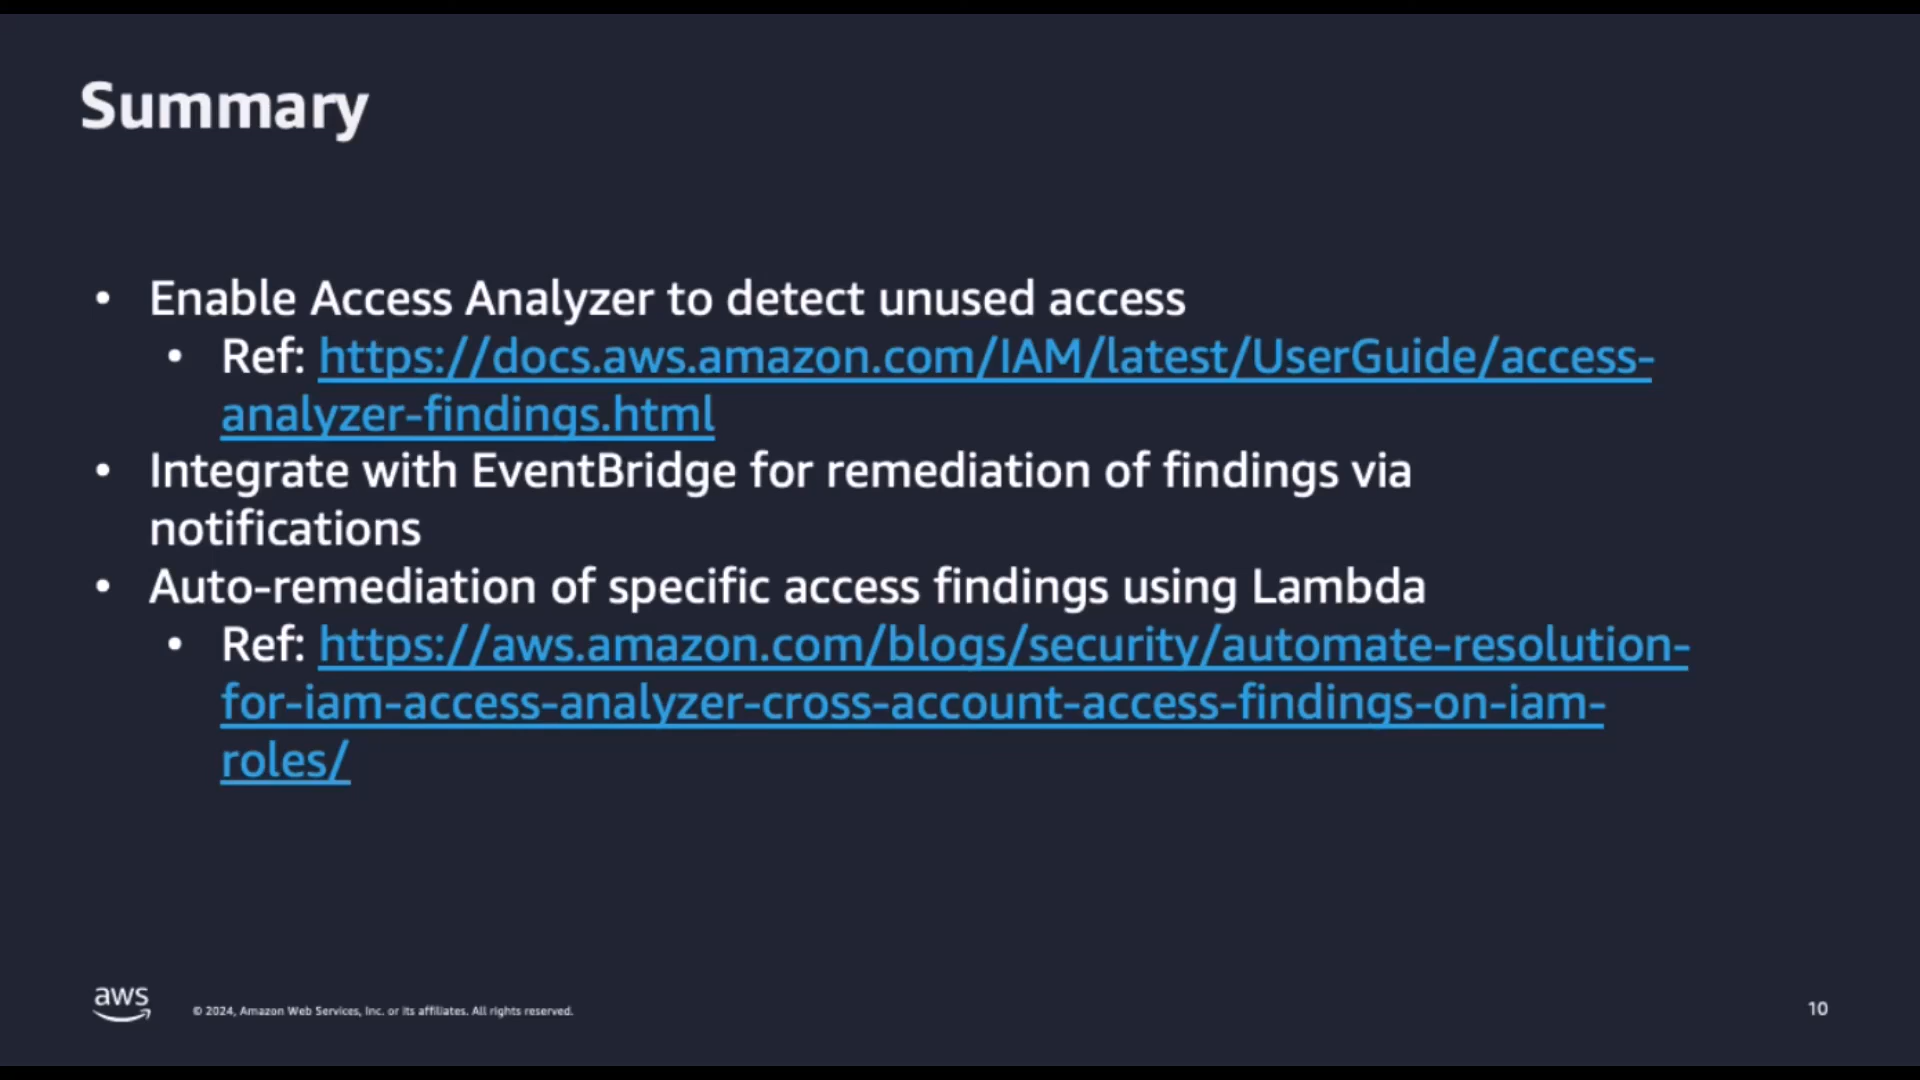 Summary
• Enable Access Analyzer to detect unused access
• Ref: https://docs.aws.amazon.com/IAM/latest/UserGuide/access-
analyzer-findings.html
• Integrate with EventBridge for remediation of findings via
notifications
• Auto-remediation of specific access findings using Lambda
• Ref: https://aws.amazon.com/blogs/security/automate-resolution-
for-iam-access-analyzer-cross-account-access-findings-on-iam-
roles/
aws
© 2024, Amazon Web Services, Inc. or its affiliates. All rights reserved.
10